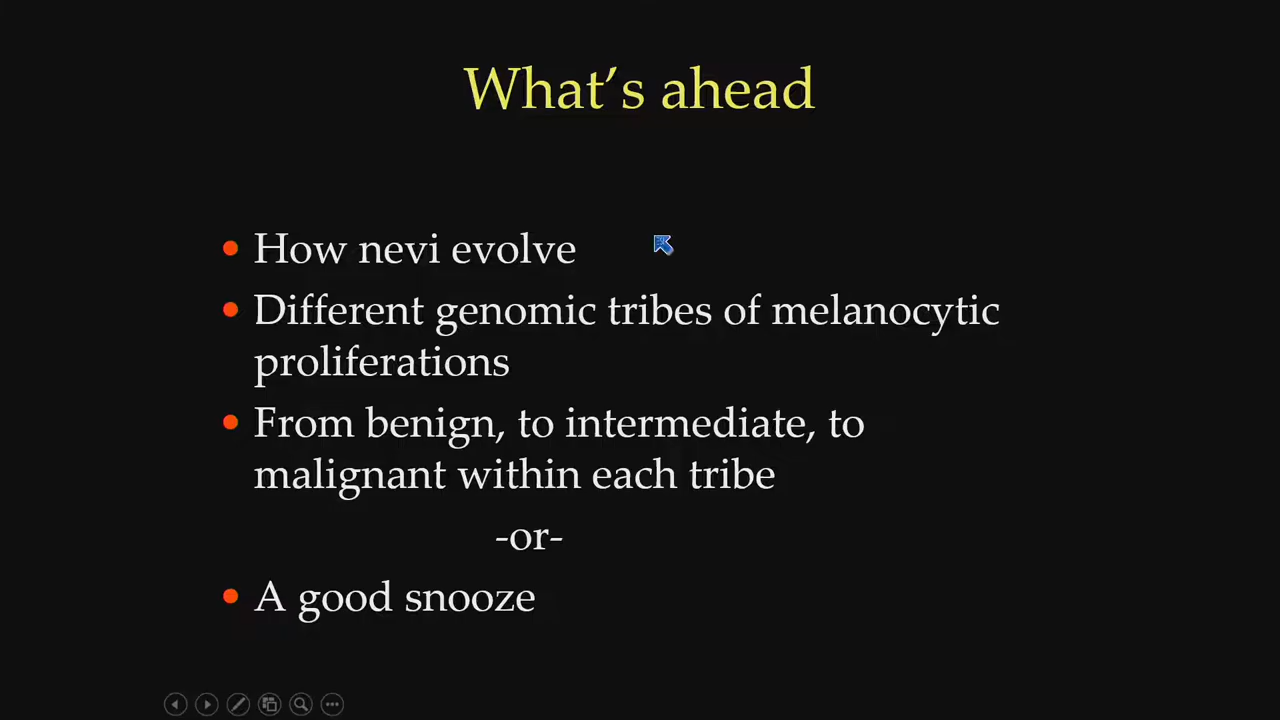 What’s ahead
• How nevi evolve
• Different genomic tribes of melanocytic
proliferations
• From benign, to intermediate, to
malignant within each tribe
-or-
• A good snooze